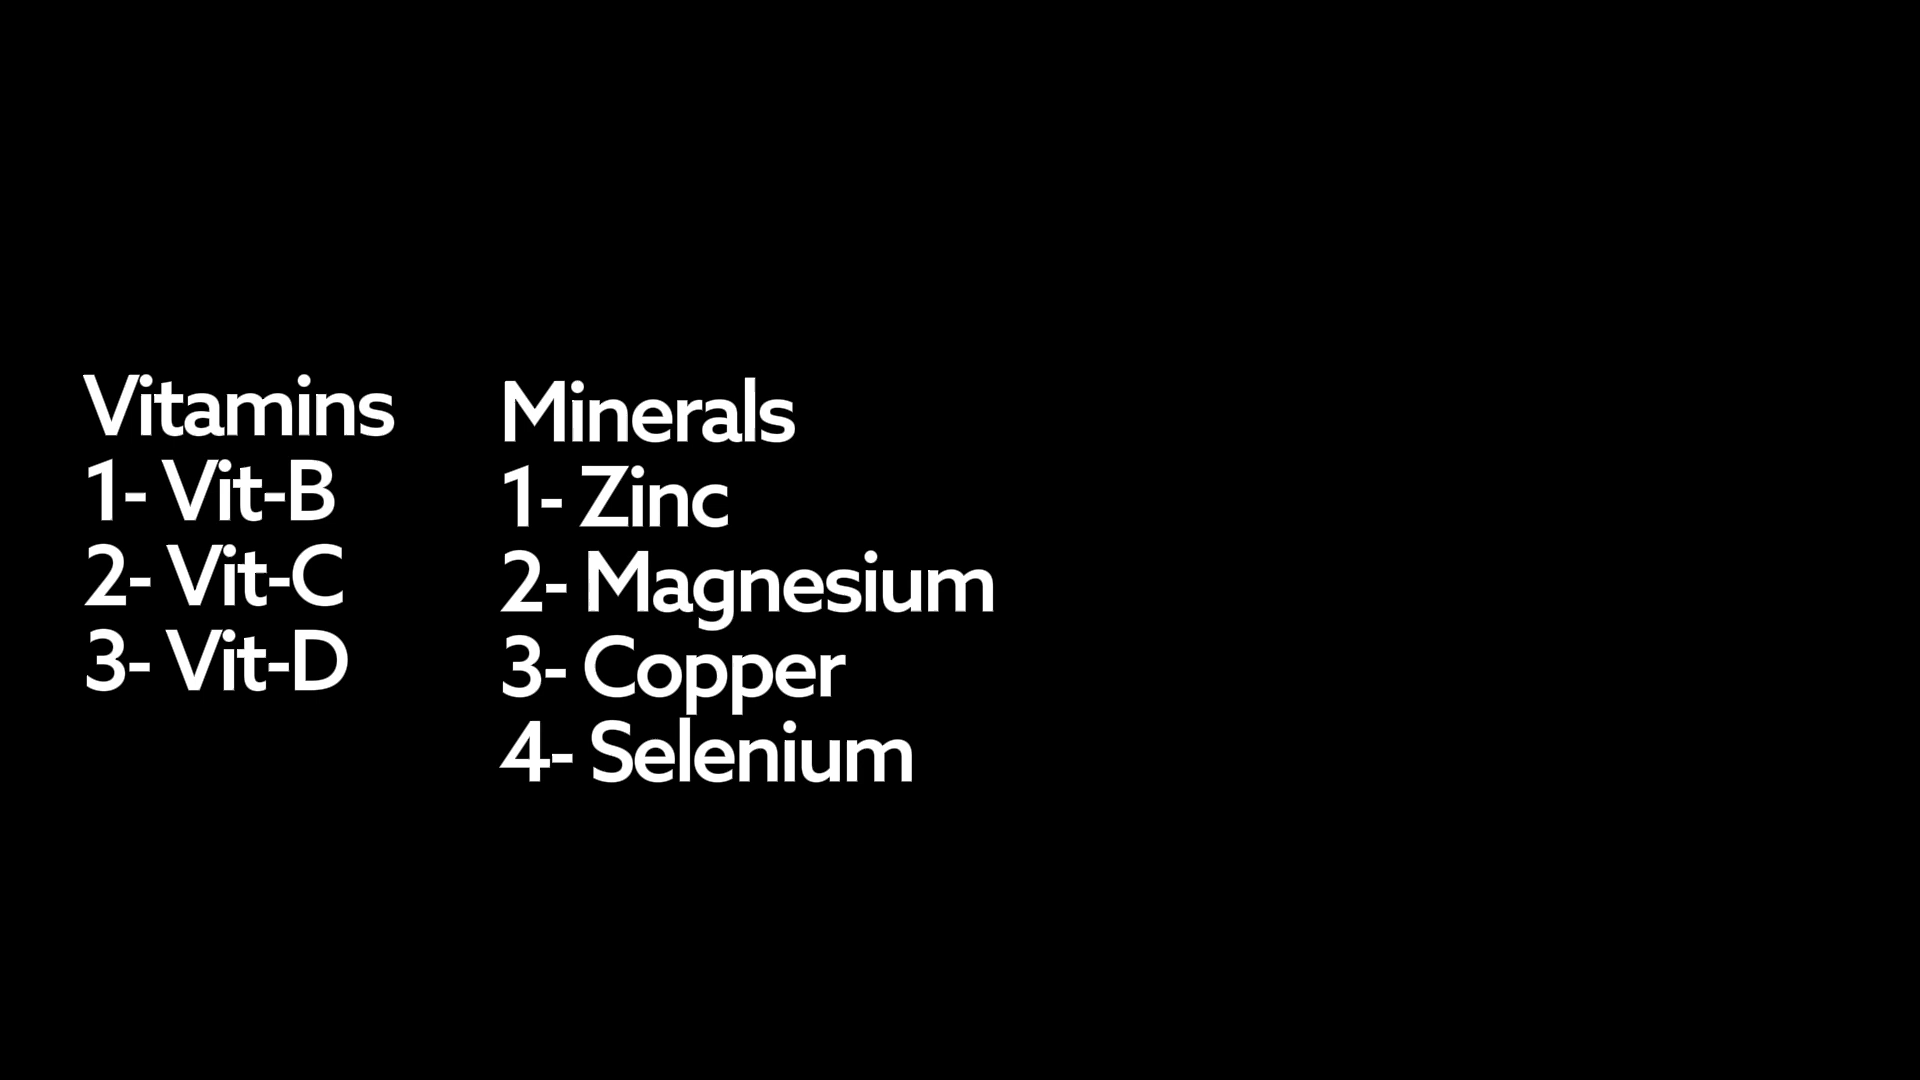 Vitamins
1- Vit-B
2- Vit-C
3- Vit-D
Minerals
1- Zinc
2- Magnesium
3- Copper
4- Selenium